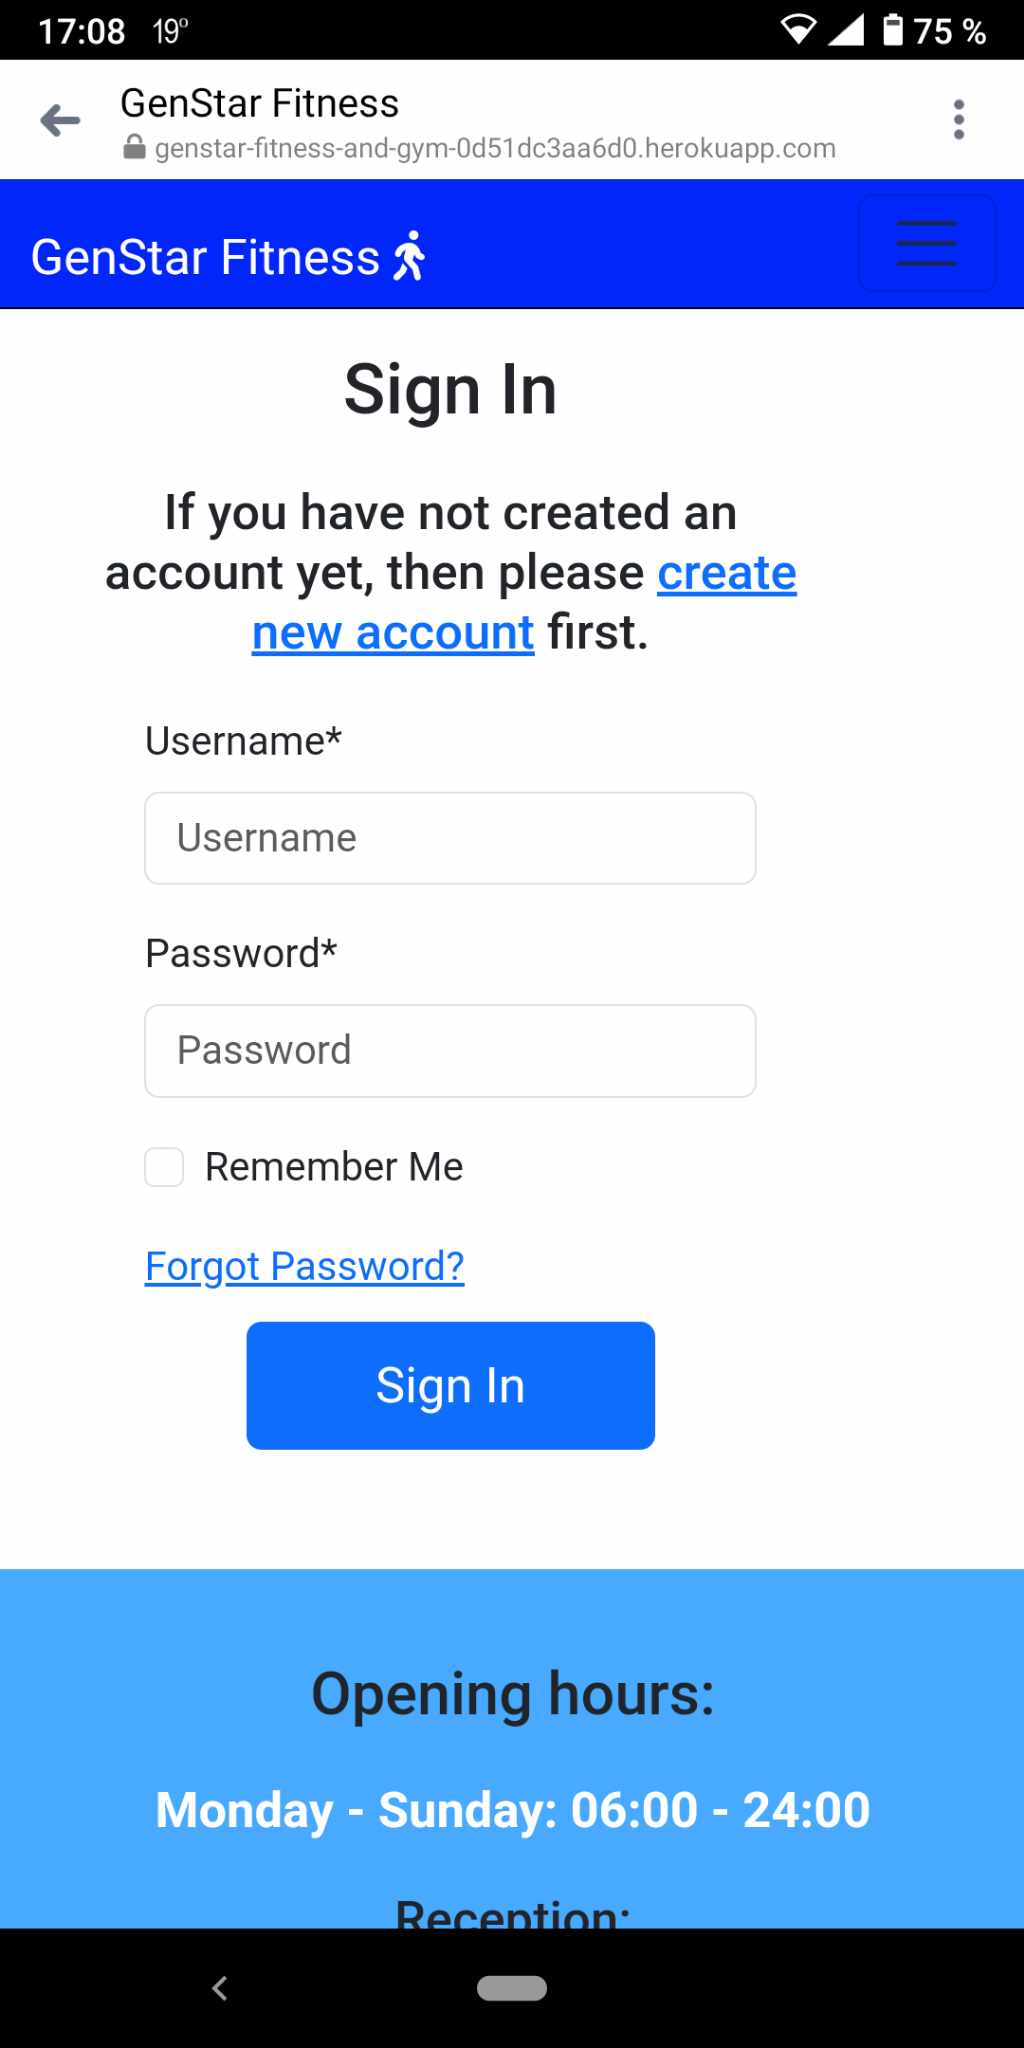 17:08 19° 75 %
GenStar Fitness
genstar-fitness-and-gym-0d51dc3aa6d0.herokuapp.com
GenStar Fitness
Sign In
If you have not created an
account yet, then please create
new account first.
Username*
Username
Password*
Password
Remember Me
Forgot Password?
Sign In
Opening hours:
Monday - Sunday: 06:00 - 24:00
Reception: